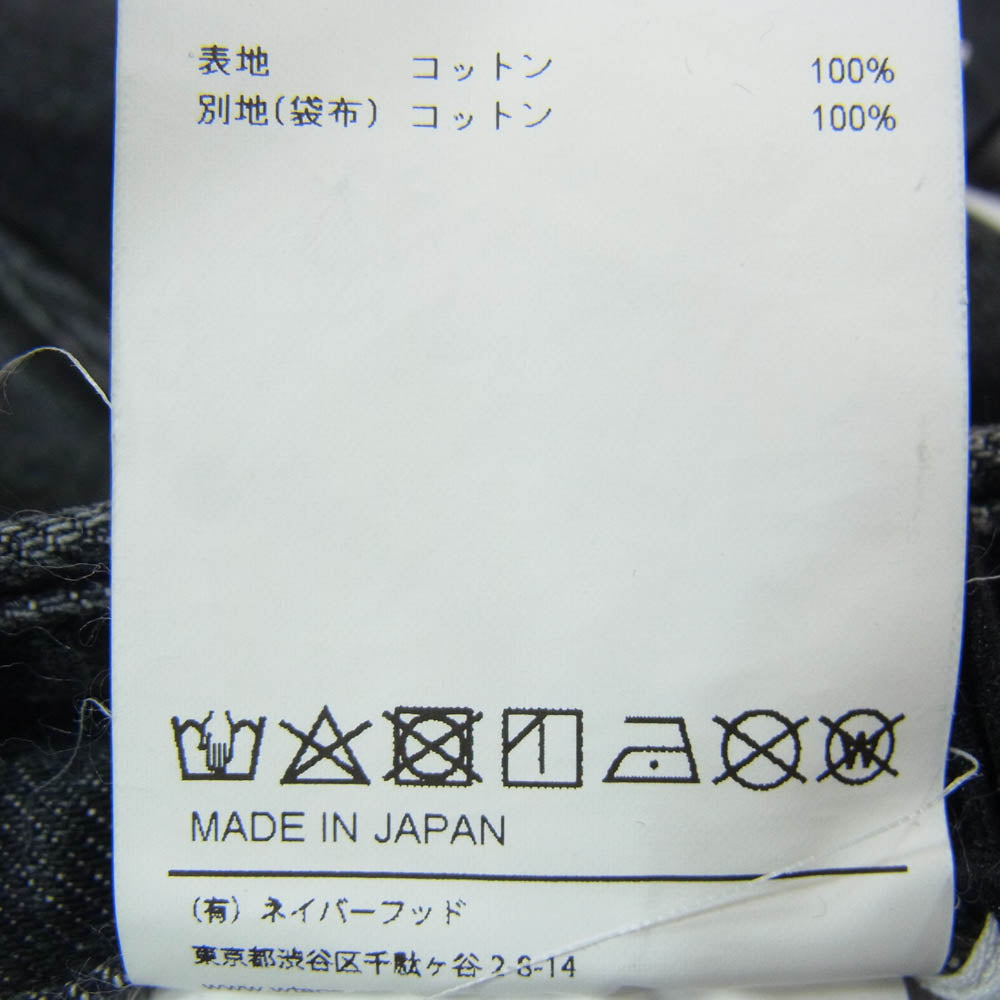 表地 コットン 100%
別地(袋布) コットン 100%
MADE IN JAPAN
(有) ネイバーフッド
東京都渋谷区千駄ヶ谷2-8-14